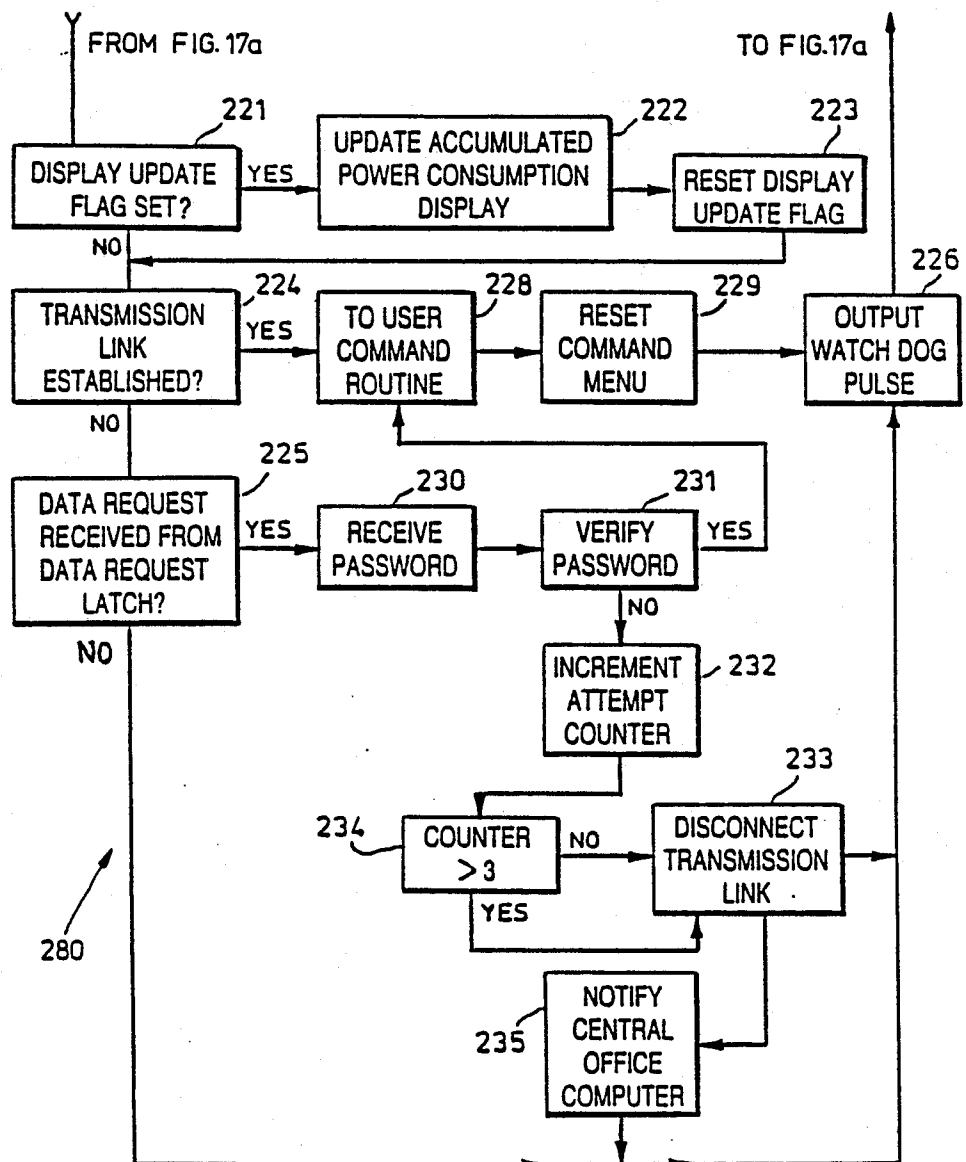 FROM FIG. 17a
TO FIG. 17a
221
222
223
DISPLAY UPDATE
FLAG SET?
YES
UPDATE ACCUMULATED
POWER CONSUMPTION
DISPLAY
RESET DISPLAY
UPDATE FLAG
NO
224
228
229
226
TRANSMISSION
LINK
ESTABLISHED?
YES
TO USER
COMMAND
ROUTINE
RESET
COMMAND
MENU
OUTPUT
WATCH DOG
PULSE
NO
225
230
231
DATA REQUEST
RECEIVED FROM
DATA REQUEST
LATCH?
YES
RECEIVE
PASSWORD
VERIFY
PASSWORD
YES
NO
NO
INCREMENT
ATTEMPT
COUNTER
232
233
234
COUNTER
>3
NO
DISCONNECT
TRANSMISSION
LINK
YES
280
235
NOTIFY
CENTRAL
OFFICE
COMPUTER